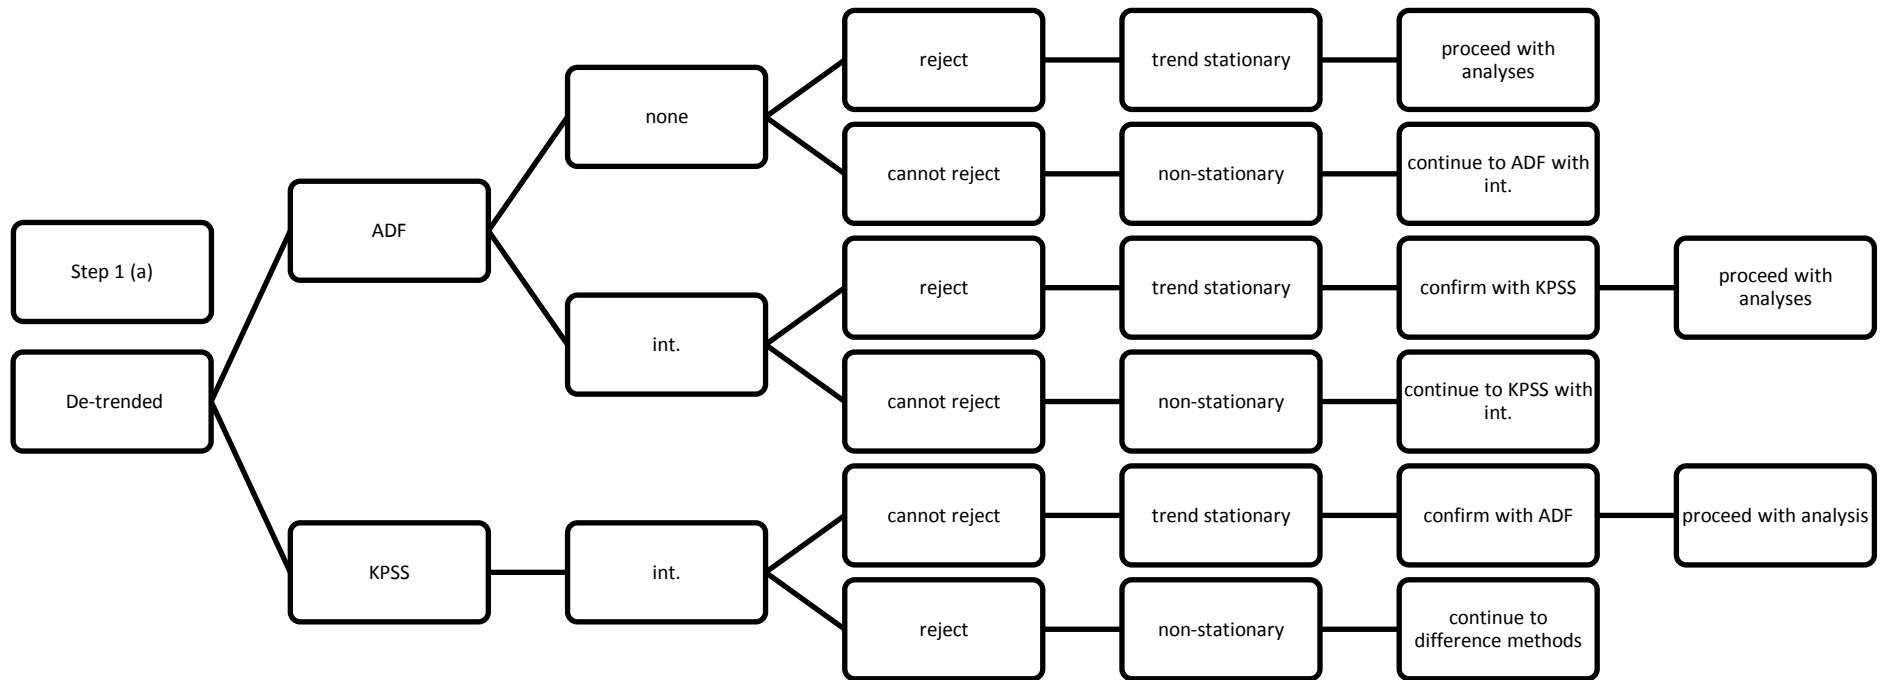 Step 1 (a)
De-trended
ADF
none
reject
trend stationary
proceed with
analyses
cannot reject
non-stationary
continue to ADF with
int.
int.
reject
trend stationary
confirm with KPSS
proceed with
analyses
cannot reject
non-stationary
continue to KPSS with
int.
KPSS
int.
cannot reject
trend stationary
confirm with ADF
proceed with analysis
reject
non-stationary
continue to
difference methods